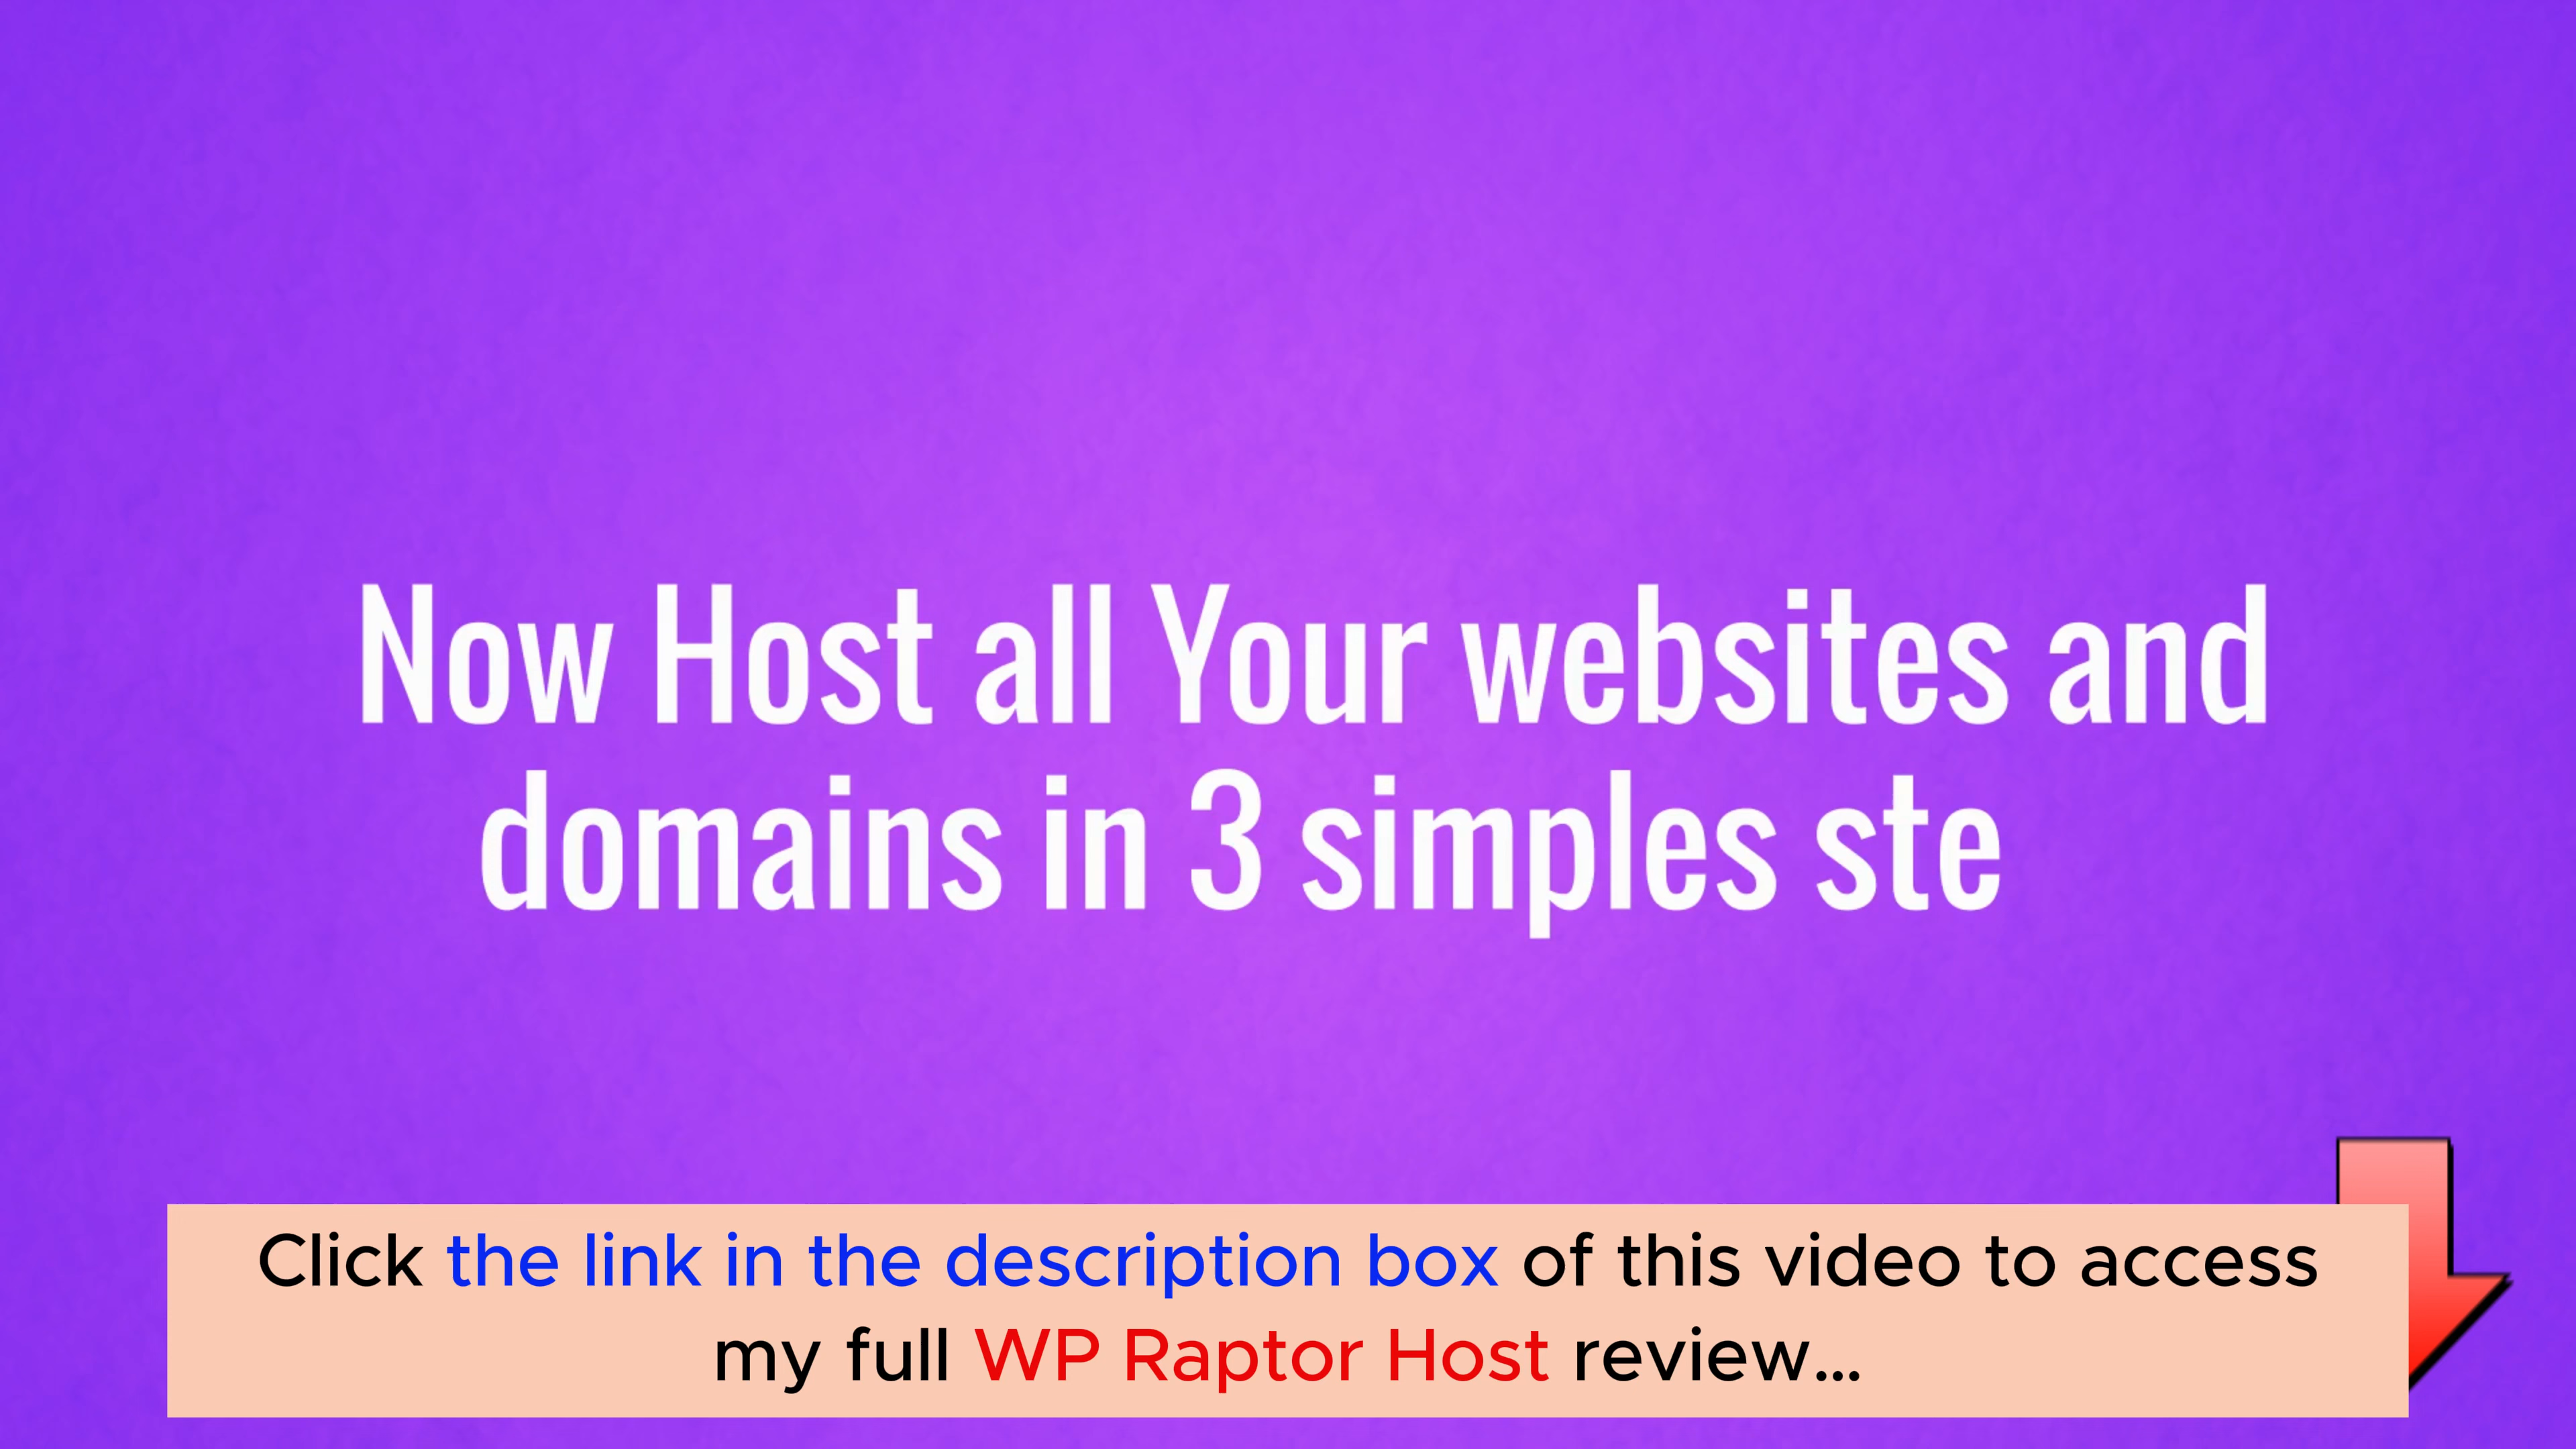 Now Host all Your websites and
domains in 3 simples ste
Click the link in the description box of this video to access
my full WP Raptor Host review...